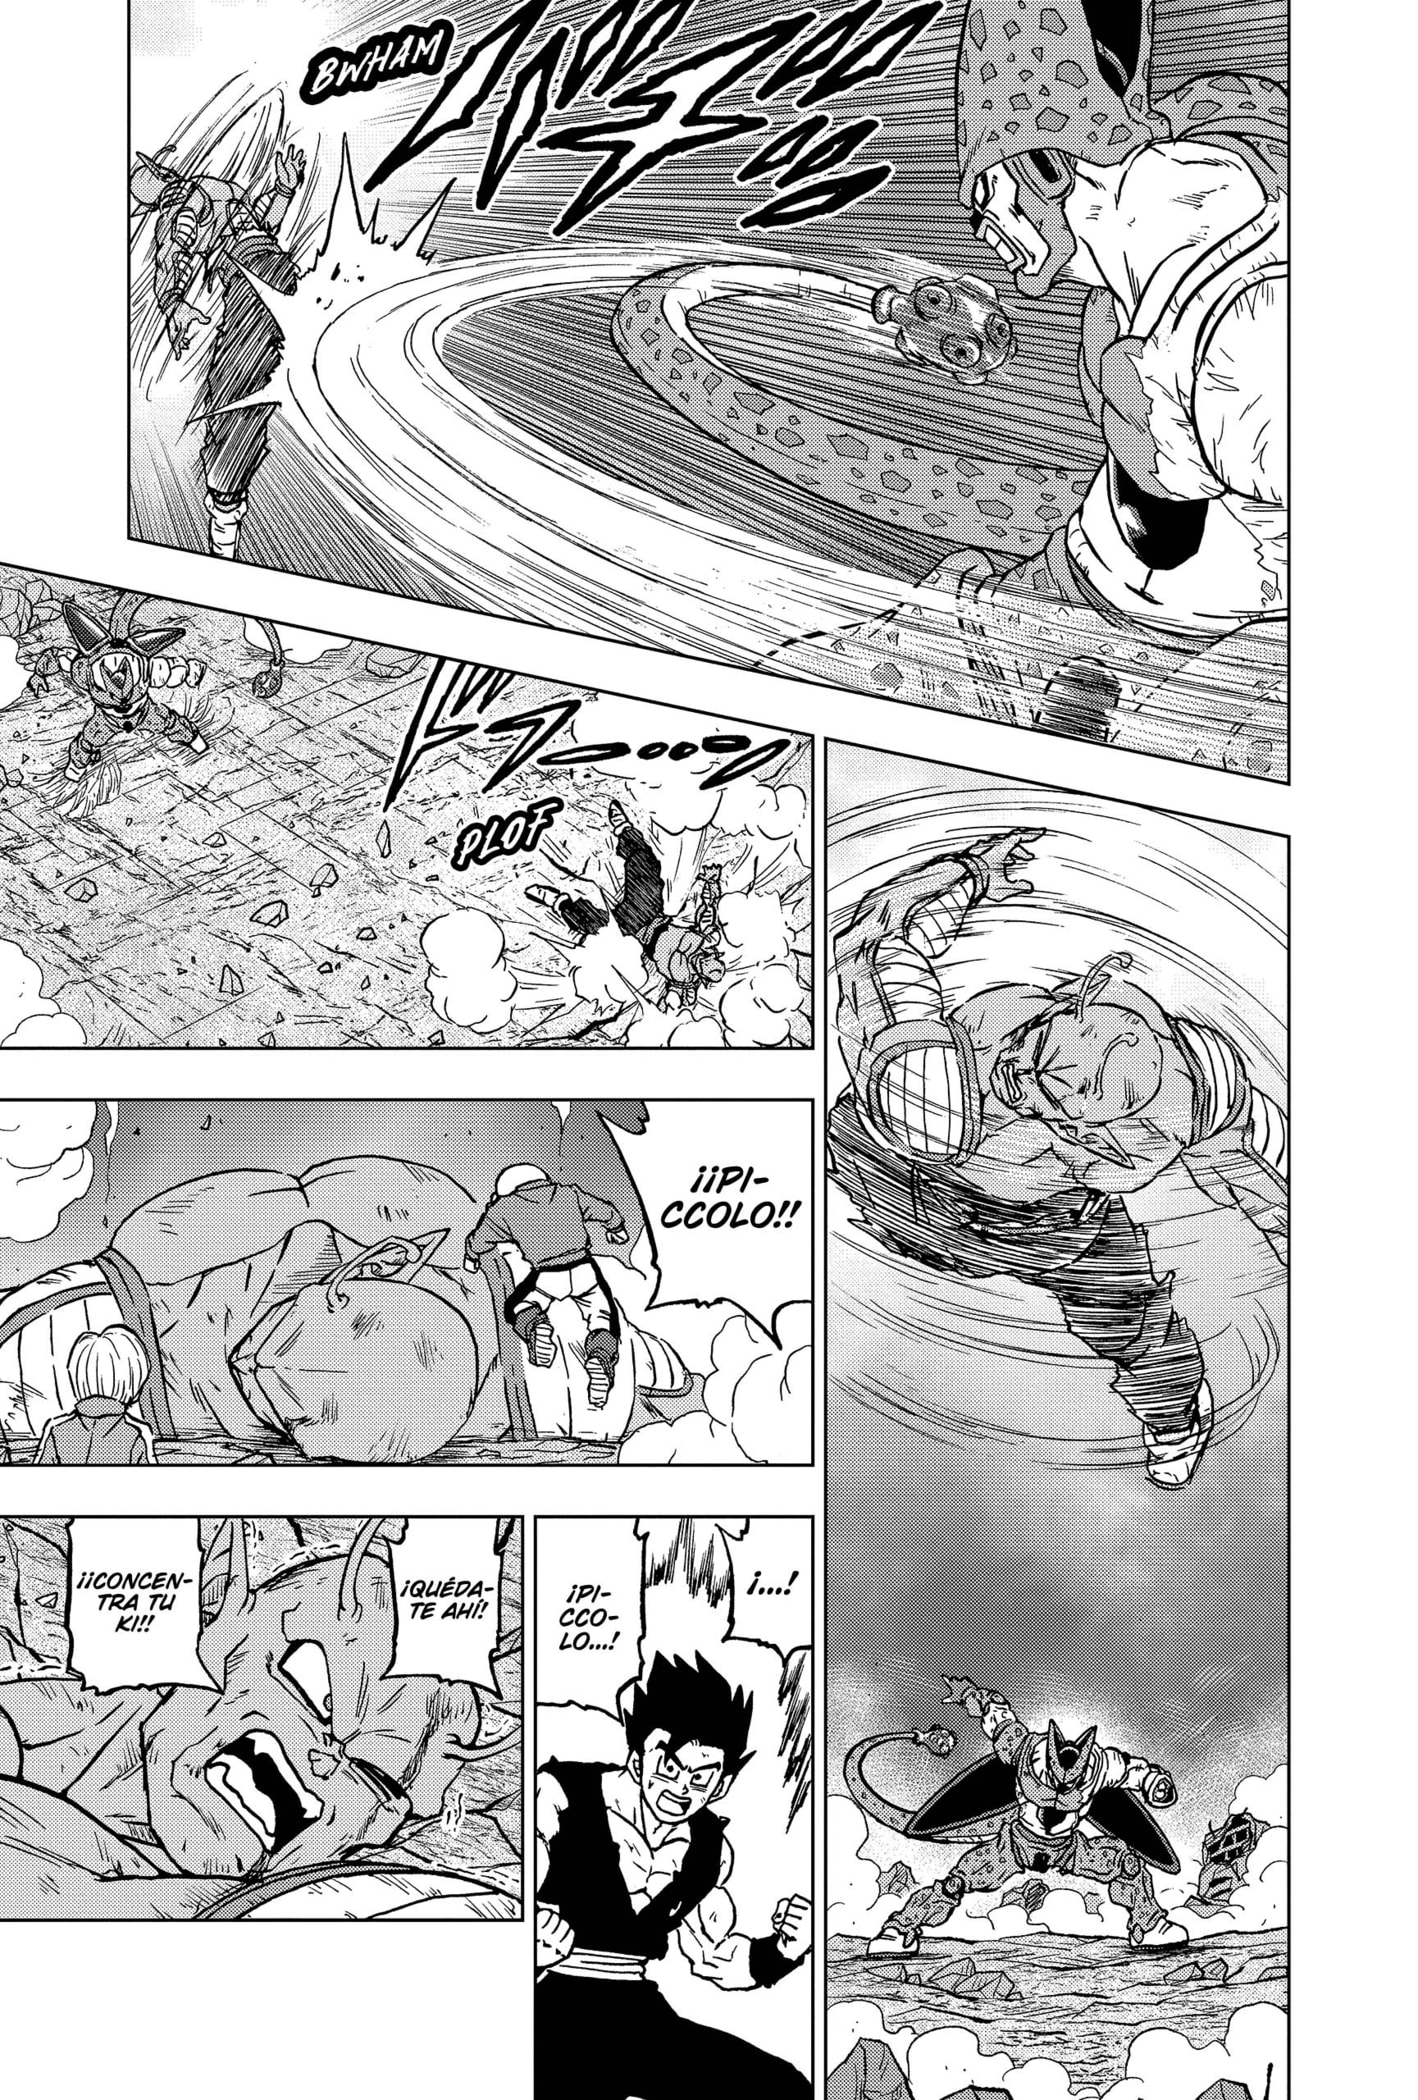 BWHAM
PLOF
¡¡PI-
CCOLO!!
¡...!
¡PI-
CCO-
LO...!
¡QUÉDA-
TE AHÍ!
¡¡CONCEN-
TRA TU
KI!!